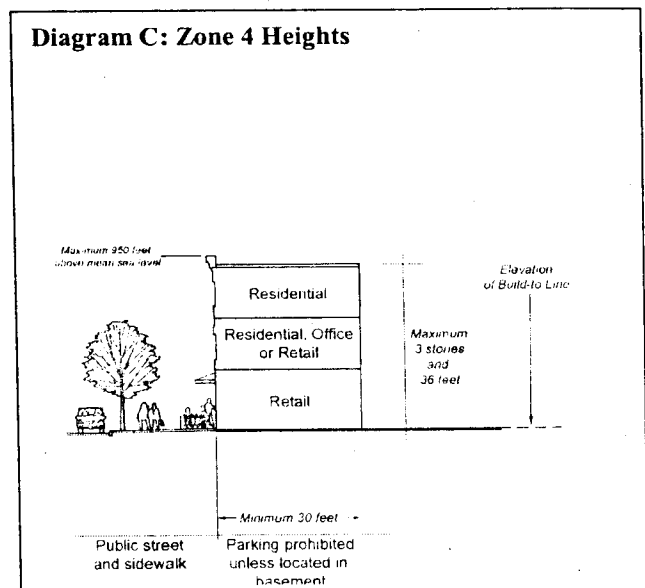 Diagram C: Zone 4 Heights
Maximum 950 feet
above mean sea level
Elevation
of Build-to Line
Residential
Residential, Office
or Retail
Maximum
3 stories
and
36 feet
Retail
Minimum 30 feet
Public street
and sidewalk
Parking prohibited
unless located in
basement